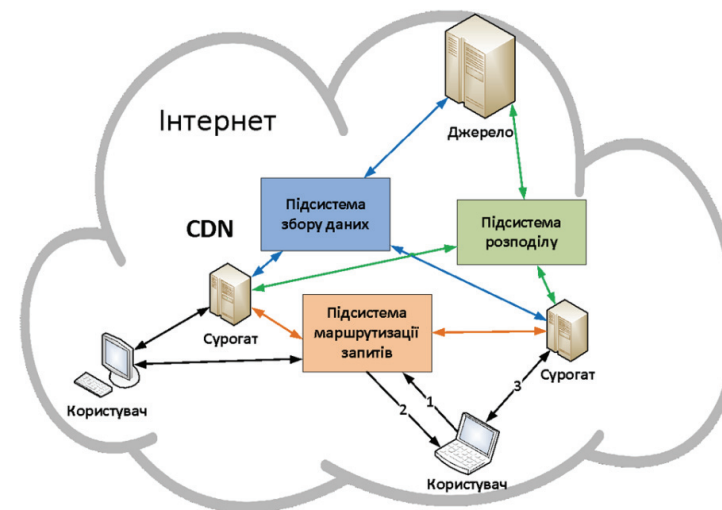 Інтернет
Джерело
Підсистема
збору даних
Підсистема
розподілу
CDN
Сурогат
Підсистема
маршрутизації
запитів
Сурогат
Користувач
1
2
3
Користувач